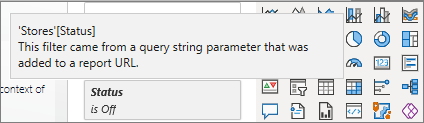 'Stores'[Status]
This filter came from a query string parameter that was
added to a report URL.
context of
Status
is Off
123